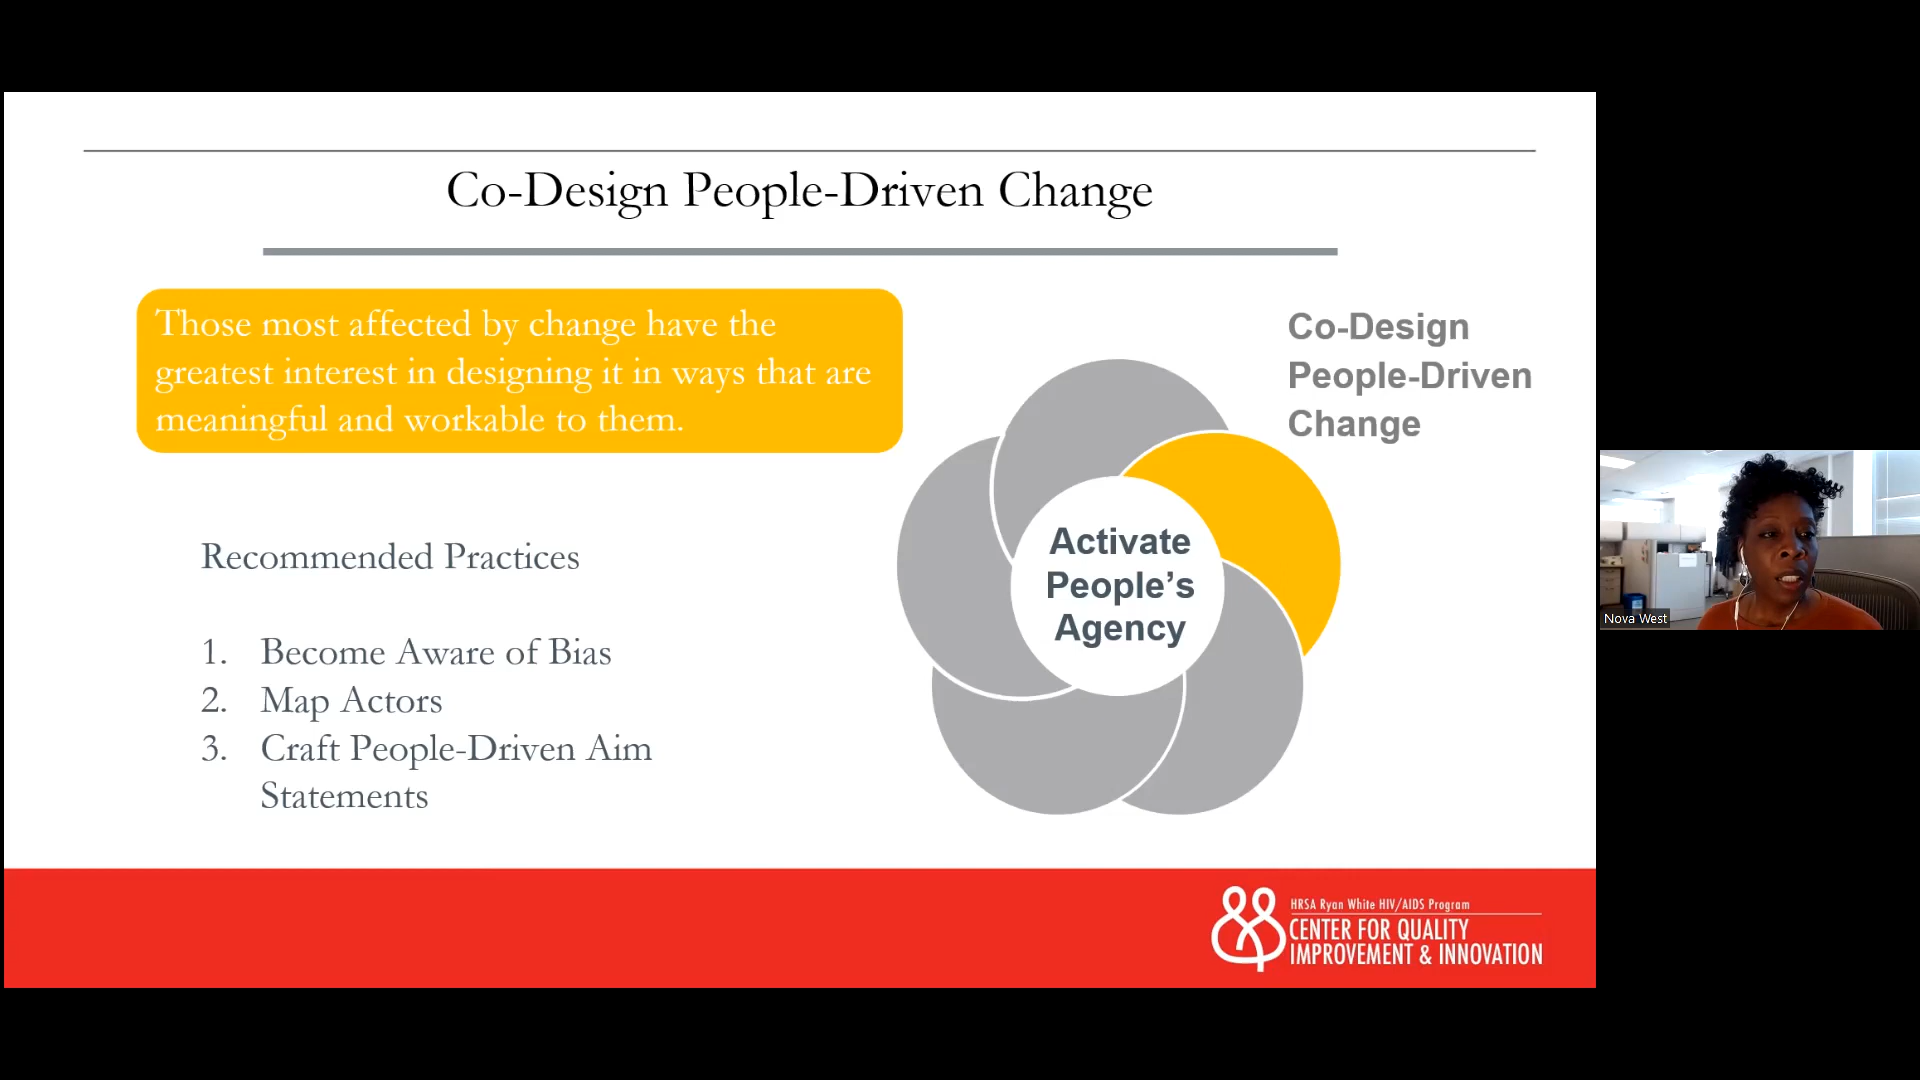 Co-Design People-Driven Change
Those most affected by change have the
greatest interest in designing it in ways that are
meaningful and workable to them.
Recommended Practices
1. Become Aware of Bias
2. Map Actors
3. Craft People-Driven Aim
Statements
Co-Design
People-Driven
Change
Activate
People’s
Agency
HRSA Ryan White HIV/AIDS Program
CENTER FOR QUALITY
IMPROVEMENT & INNOVATION
Nova West